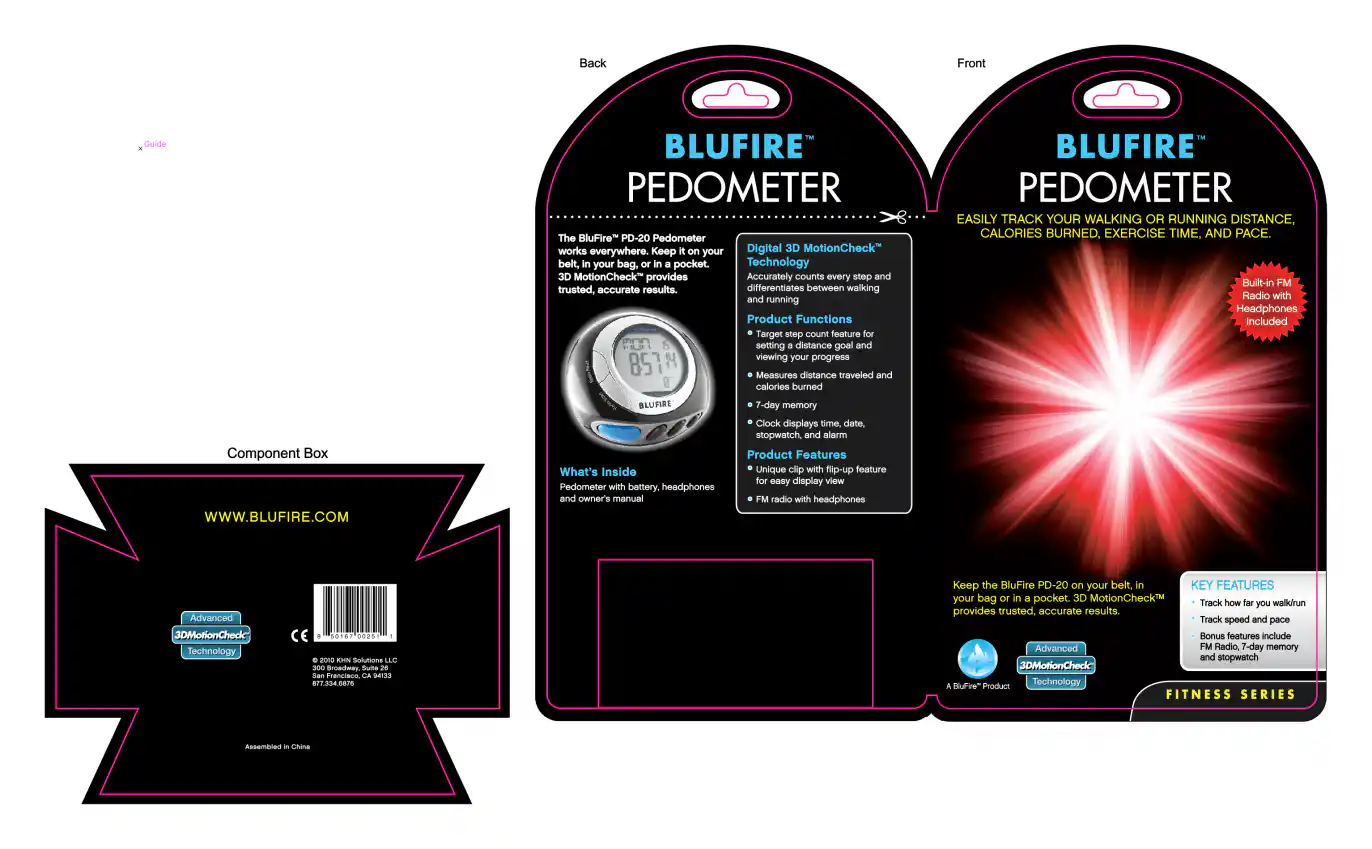 Guide
Component Box
WWW.BLUFIRE.COM
Advanced
3DMotionCheck™
Technology
8 50167 00251 1
CE
© 2010 KHN Solutions LLC
300 Broadway, Suite 26
San Francisco, CA 94133
877.334.6876
Assembled in China
Back
BLUFIRE™
PEDOMETER
The BluFire™ PD-20 Pedometer
works everywhere. Keep it on your
belt, in your bag, or in a pocket.
3D MotionCheck™ provides
trusted, accurate results.
MON 6
8:57 14
BLUFIRE
What's Inside
Pedometer with battery, headphones
and owner's manual
Digital 3D MotionCheck™
Technology
Accurately counts every step and
differentiates between walking
and running
Product Functions
• Target step count feature for
setting a distance goal and
viewing your progress
• Measures distance traveled and
calories burned
• 7-day memory
• Clock displays time, date,
stopwatch, and alarm
Product Features
• Unique clip with flip-up feature
for easy display view
• FM radio with headphones
Front
BLUFIRE™
PEDOMETER
EASILY TRACK YOUR WALKING OR RUNNING DISTANCE,
CALORIES BURNED, EXERCISE TIME, AND PACE.
Built-in FM
Radio with
Headphones
Included
Keep the BluFire PD-20 on your belt, in
your bag or in a pocket. 3D MotionCheck™
provides trusted, accurate results.
A BluFire™ Product
Advanced
3DMotionCheck™
Technology
KEY FEATURES
• Track how far you walk/run
• Track speed and pace
• Bonus features include
FM Radio, 7-day memory
and stopwatch
FITNESS SERIES